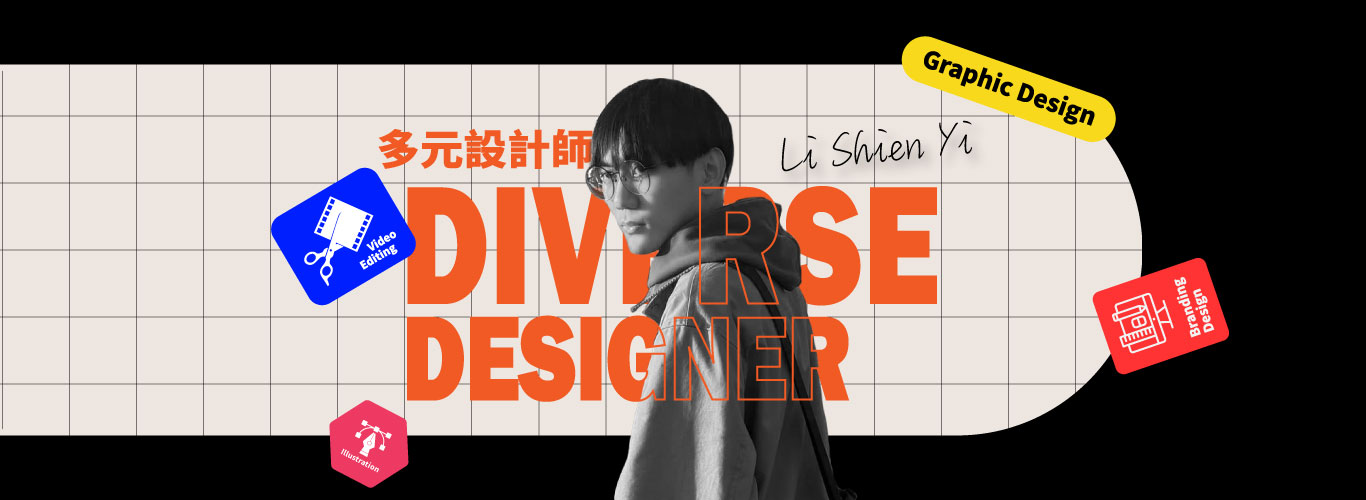 Graphic Design
多元設計師
Li Shien Yi
DIVERSE
DESIGNER
Video
Editing
Branding
Design
Illustration